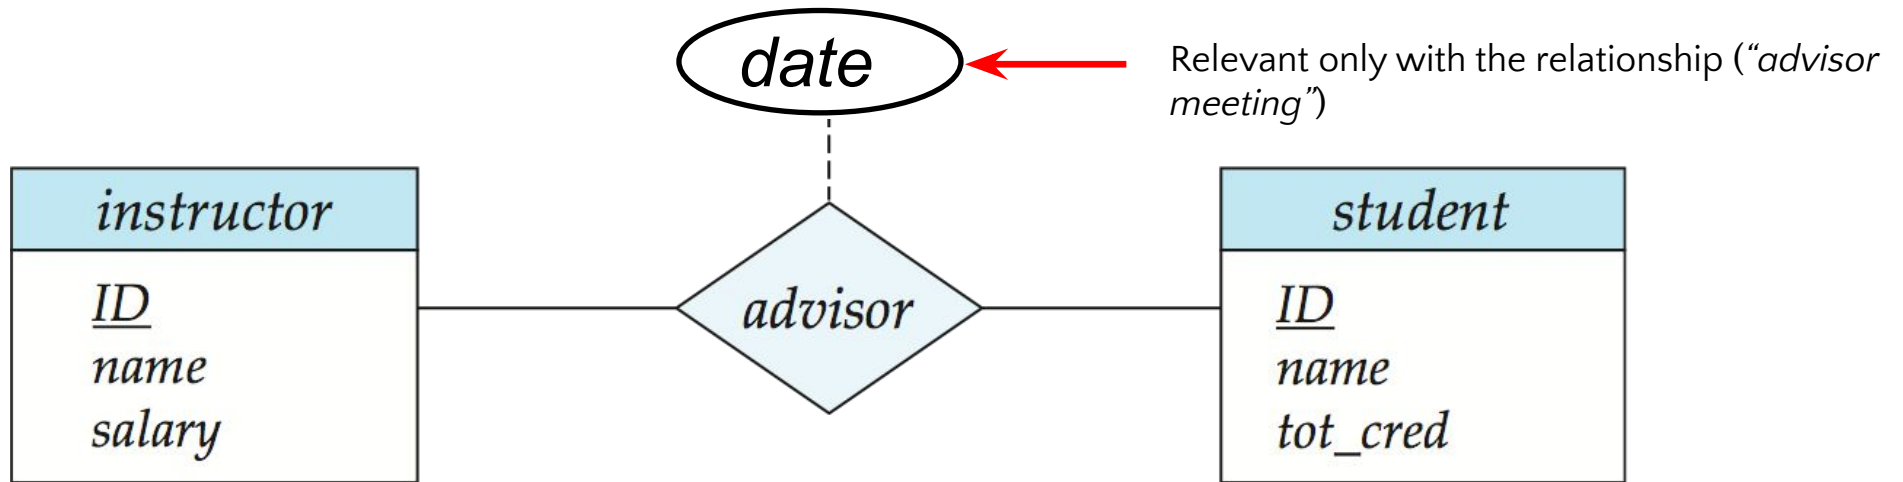 date
Relevant only with the relationship (“advisor
meeting”)
instructor
ID
name
salary
advisor
student
ID
name
tot_cred